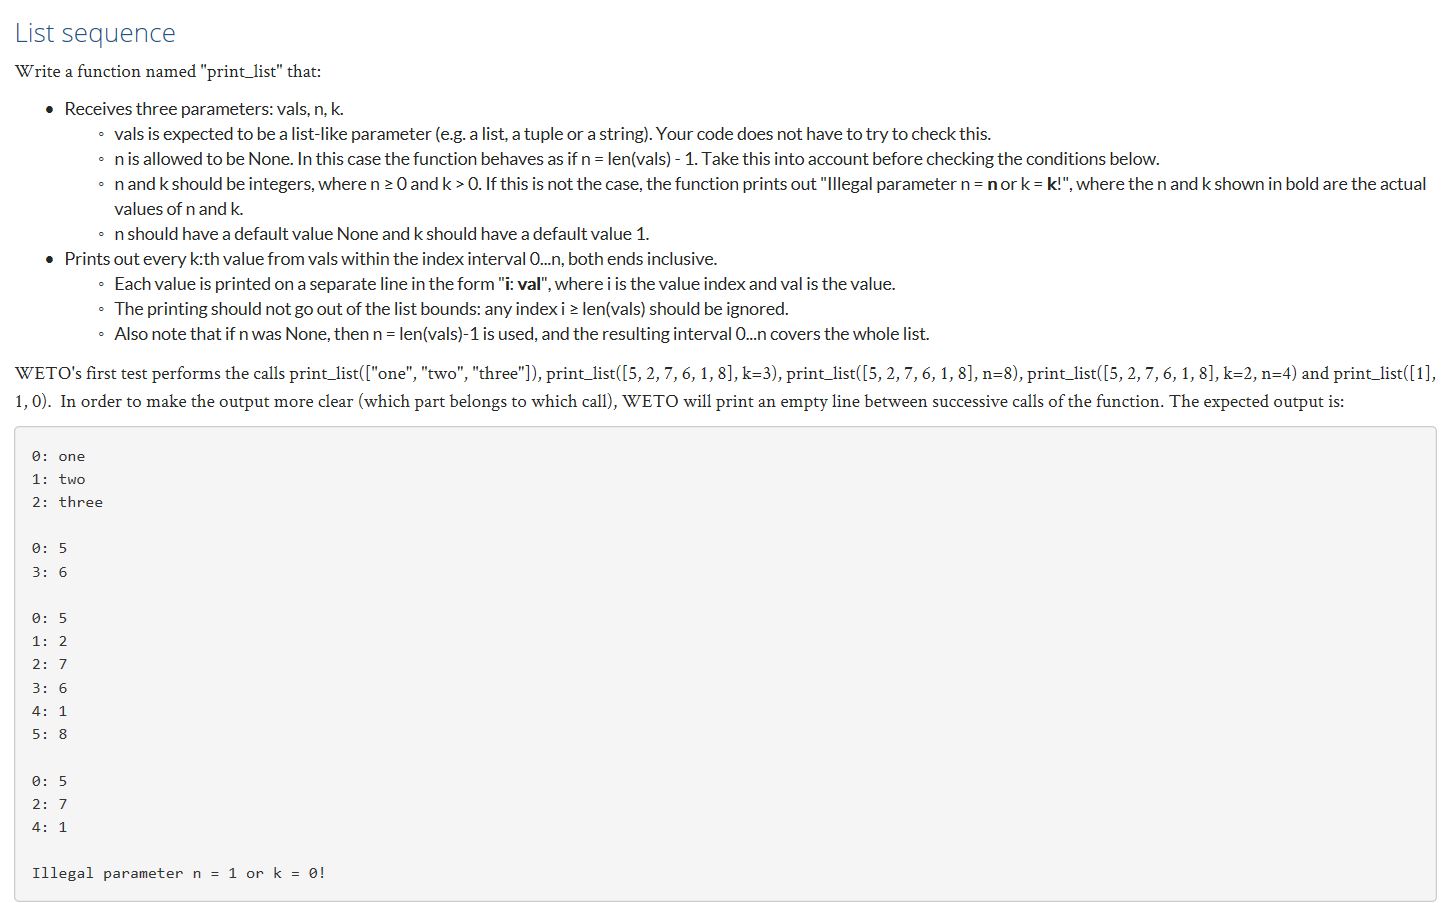 List sequence
Write a function named "print_list" that:
• Receives three parameters: vals, n, k.
◦ vals is expected to be a list-like parameter (e.g. a list, a tuple or a string). Your code does not have to try to check this.
◦ n is allowed to be None. In this case the function behaves as if n = len(vals) - 1. Take this into account before checking the conditions below.
◦ n and k should be integers, where n ≥ 0 and k > 0. If this is not the case, the function prints out "Illegal parameter n = n or k = k!", where the n and k shown in bold are the actual
values of n and k.
◦ n should have a default value None and k should have a default value 1.
• Prints out every k:th value from vals within the index interval 0...n, both ends inclusive.
◦ Each value is printed on a separate line in the form "i: val", where i is the value index and val is the value.
◦ The printing should not go out of the list bounds: any index i ≥ len(vals) should be ignored.
◦ Also note that if n was None, then n = len(vals)-1 is used, and the resulting interval 0...n covers the whole list.
WETO's first test performs the calls print_list(["one", "two", "three"]), print_list([5, 2, 7, 6, 1, 8], k=3), print_list([5, 2, 7, 6, 1, 8], n=8), print_list([5, 2, 7, 6, 1, 8], k=2, n=4) and print_list([1],
1, 0). In order to make the output more clear (which part belongs to which call), WETO will print an empty line between successive calls of the function. The expected output is:
0: one
1: two
2: three
0: 5
3: 6
0: 5
1: 2
2: 7
3: 6
4: 1
5: 8
0: 5
2: 7
4: 1
Illegal parameter n = 1 or k = 0!